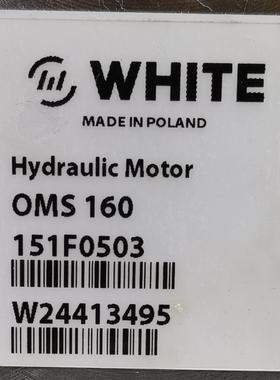 WHITE
MADE IN POLAND
Hydraulic Motor
OMS 160
151F0503
W24413495